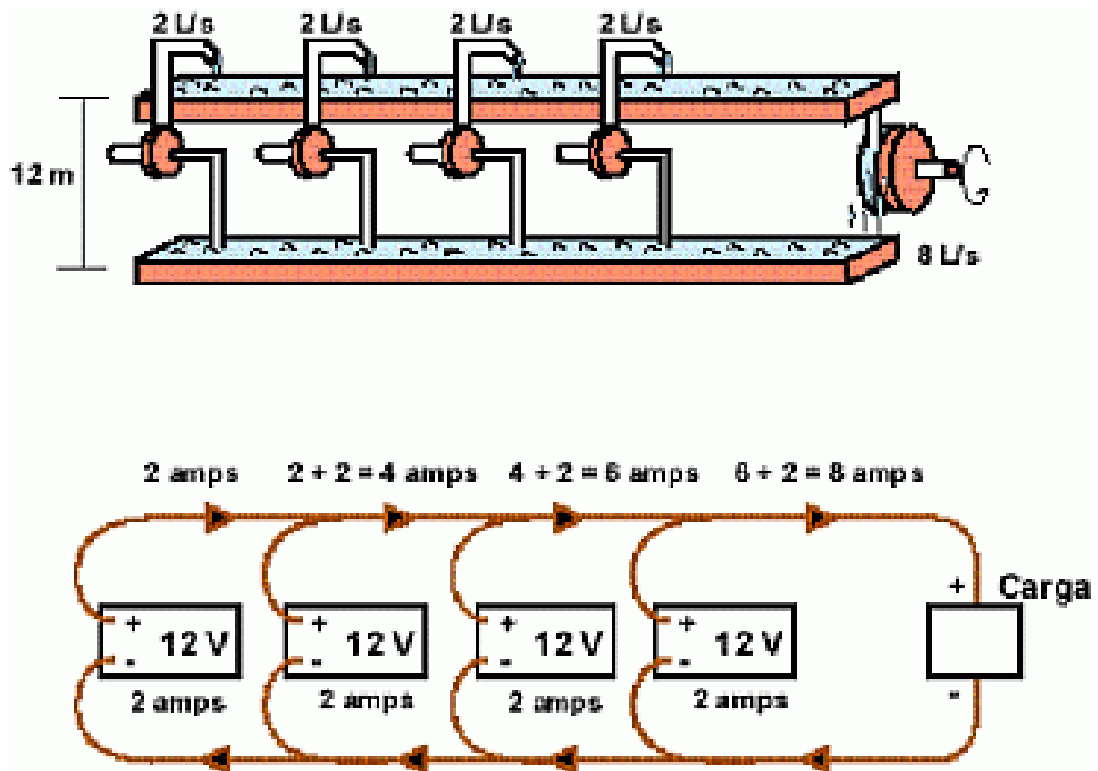 2 L/s 2 L/s 2 L/s 2 L/s
12 m
8 L/s
2 amps 2 + 2 = 4 amps 4 + 2 = 6 amps 6 + 2 = 8 amps
+ Carga
+ + + +
12 V 12 V 12 V 12 V
- - - -
2 amps 2 amps 2 amps 2 amps
-